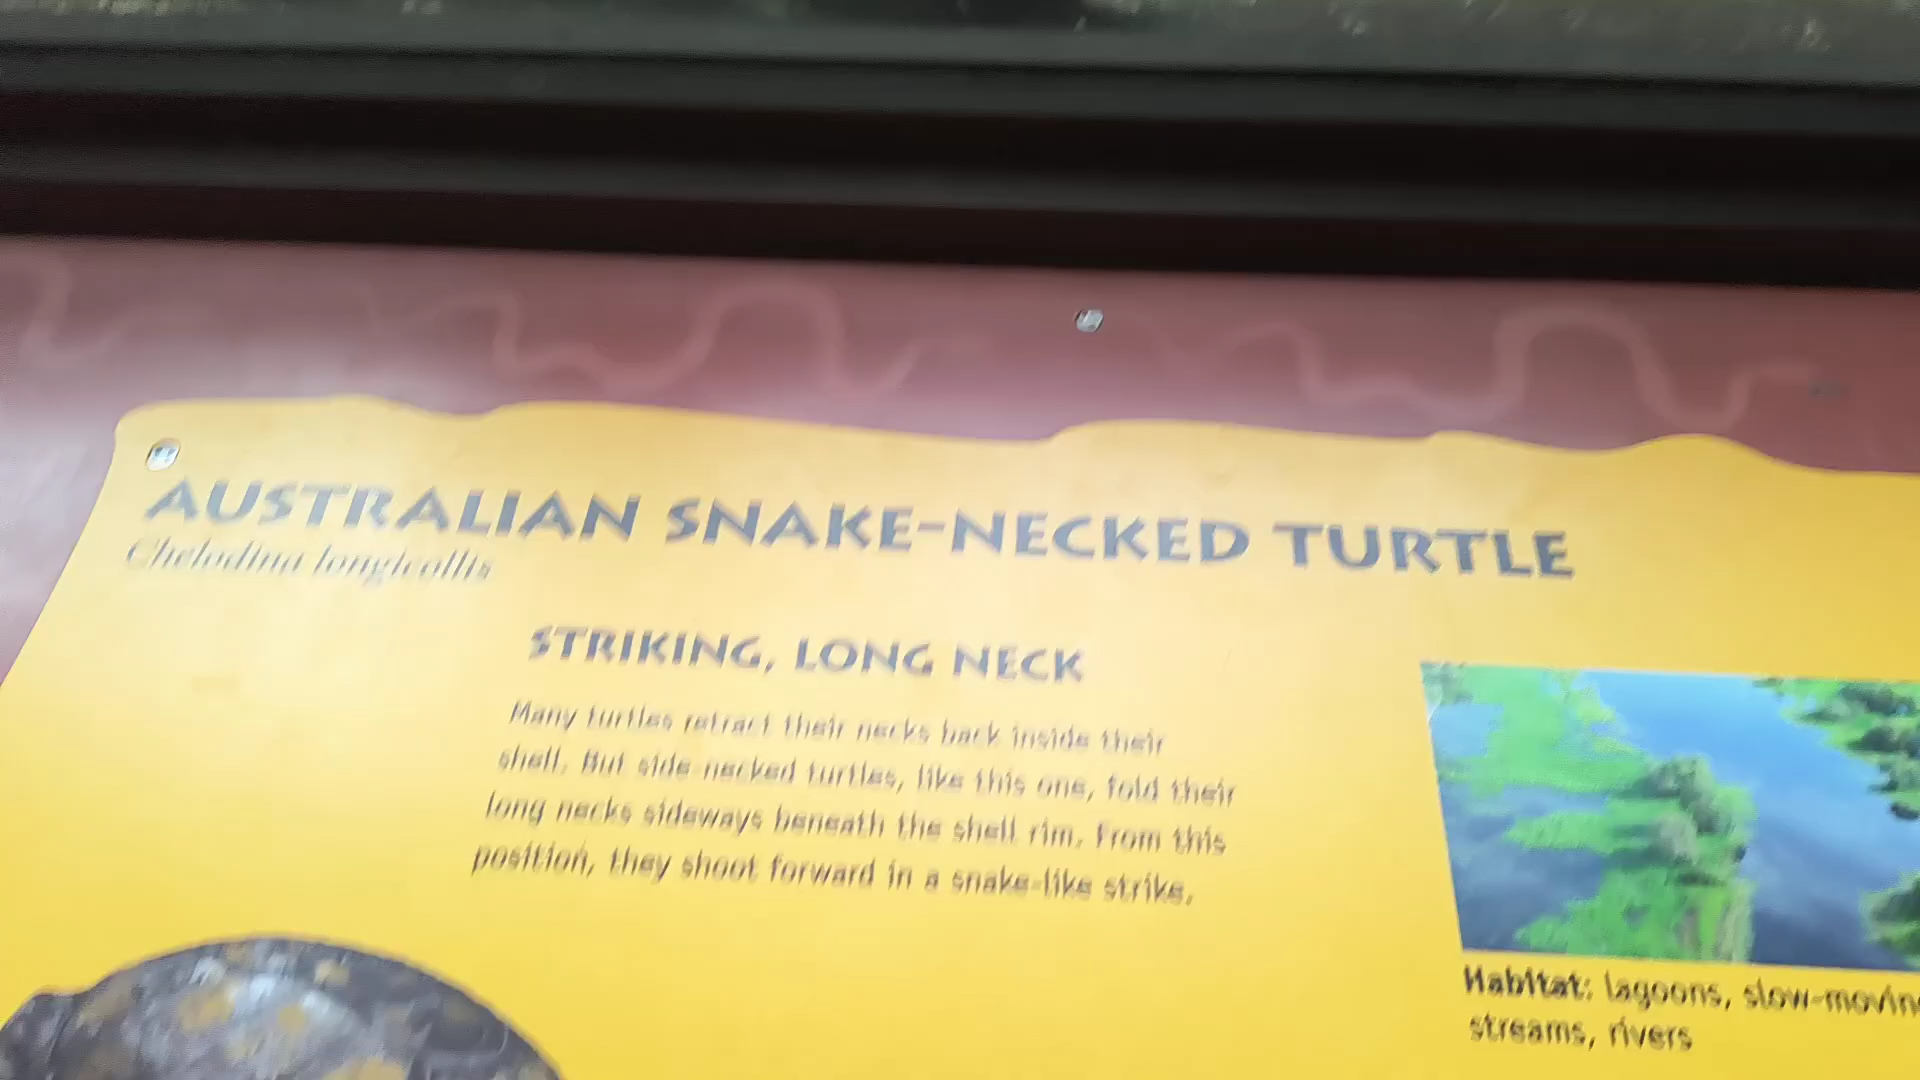 AUSTRALIAN SNAKE-NECKED TURTLE
Chelodina longicollis
STRIKING, LONG NECK
Many turtles retract their necks back inside their
shell. But side-necked turtles, like this one, fold their
long necks sideways beneath the shell rim. From this
position, they shoot forward in a snake-like strike.
Habitat: lagoons, slow-moving
streams, rivers